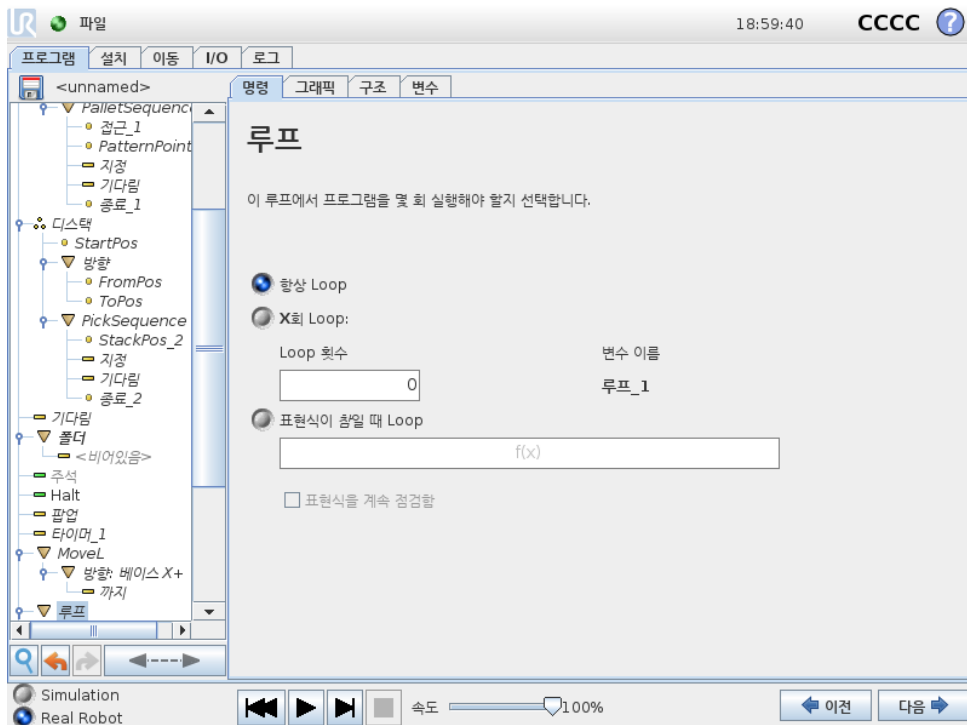 UR 파일 18:59:40 CCCC ?
프로그램 설치 이동 I/O 로그
<unnamed>
명령 그래픽 구조 변수
PalletSequenc
접근_1
PatternPoint
지정
기다림
종료_1
디스택
StartPos
방향
FromPos
ToPos
PickSequence
StackPos_2
지정
기다림
종료_2
기다림
폴더
<비어있음>
주석
Halt
팝업
타이머_1
MoveL
방향: 베이스 X+
까지
루프
루프
이 루프에서 프로그램을 몇 회 실행해야 할지 선택합니다.
항상 Loop
X회 Loop:
Loop 횟수 변수 이름
0 루프_1
표현식이 참일 때 Loop
f(x)
표현식을 계속 점검함
Simulation
Real Robot
속도 100%
이전 다음